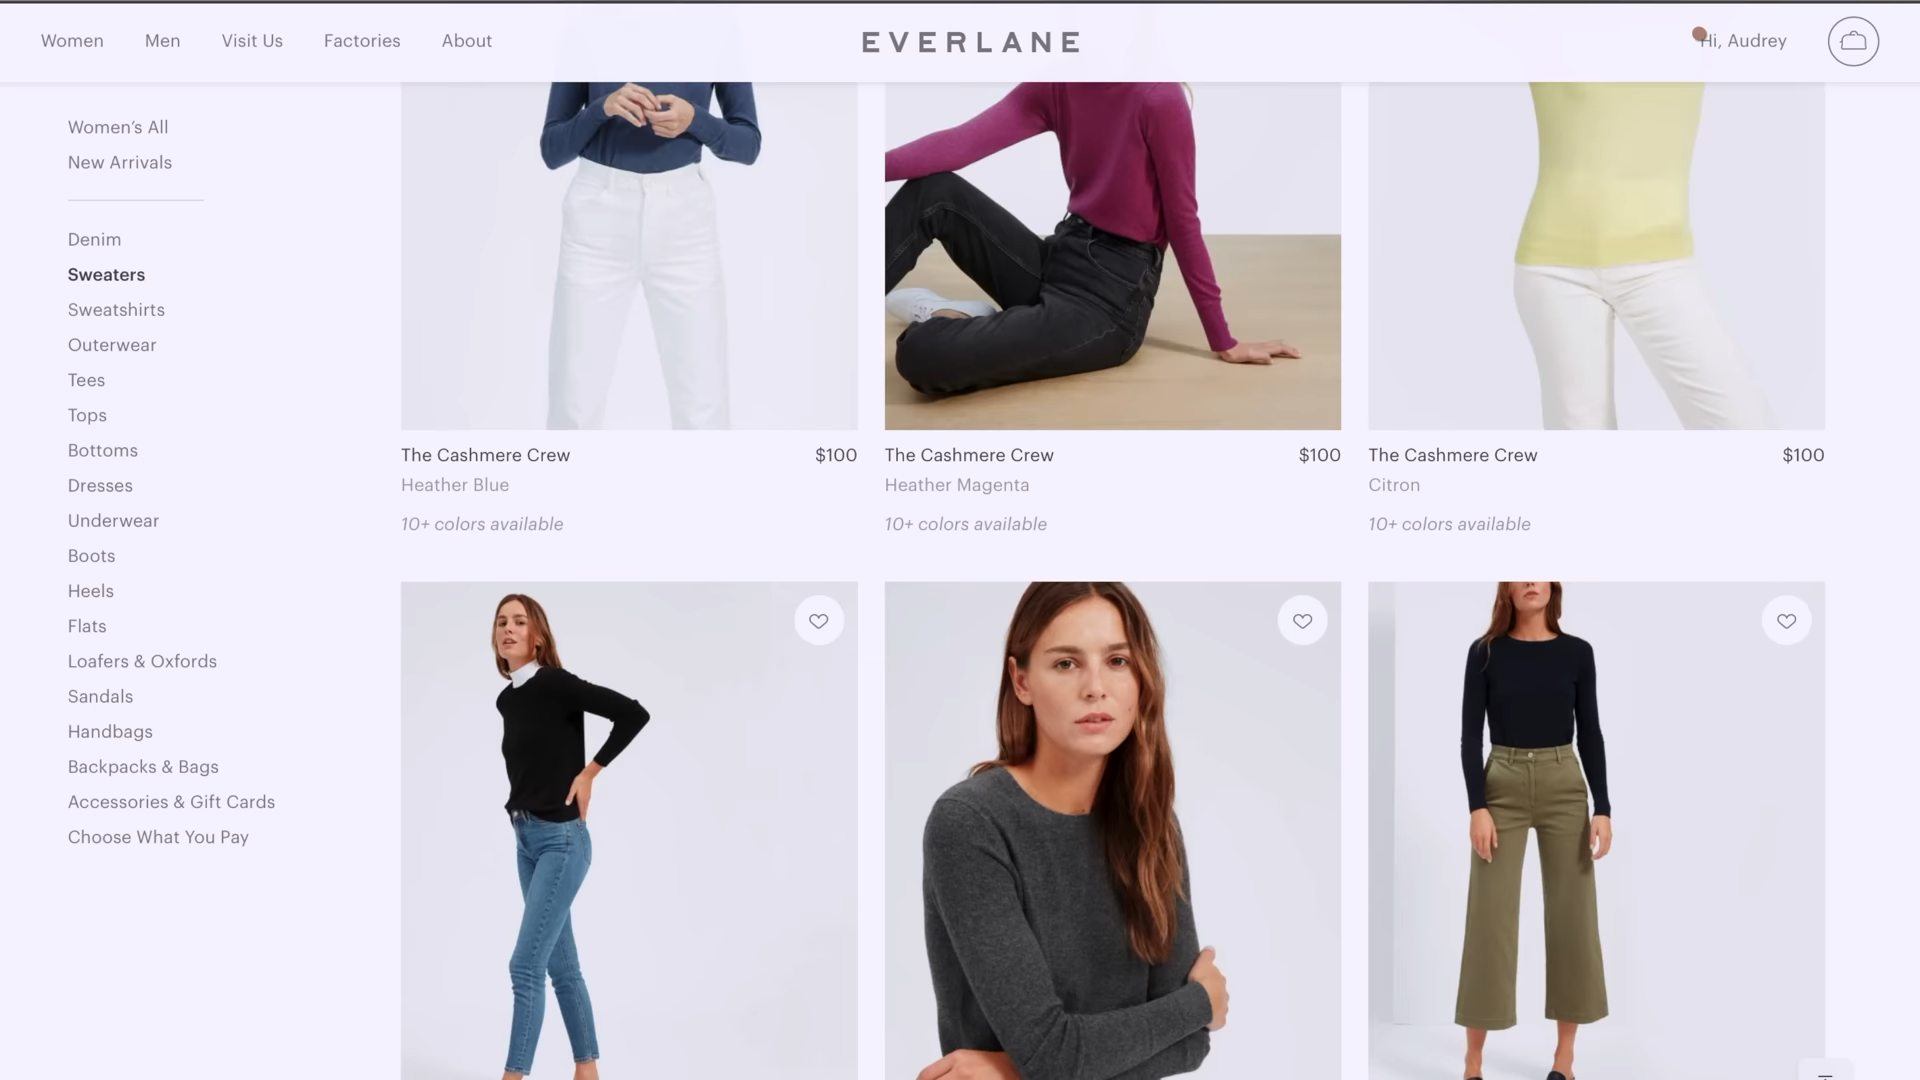 Women
Men
Visit Us
Factories
About
EVERLANE
Hi, Audrey
Women's All
New Arrivals
Denim
Sweaters
Sweatshirts
Outerwear
Tees
Tops
Bottoms
Dresses
Underwear
Boots
Heels
Flats
Loafers & Oxfords
Sandals
Handbags
Backpacks & Bags
Accessories & Gift Cards
Choose What You Pay
The Cashmere Crew $100
Heather Blue
10+ colors available
The Cashmere Crew $100
Heather Magenta
10+ colors available
The Cashmere Crew $100
Citron
10+ colors available